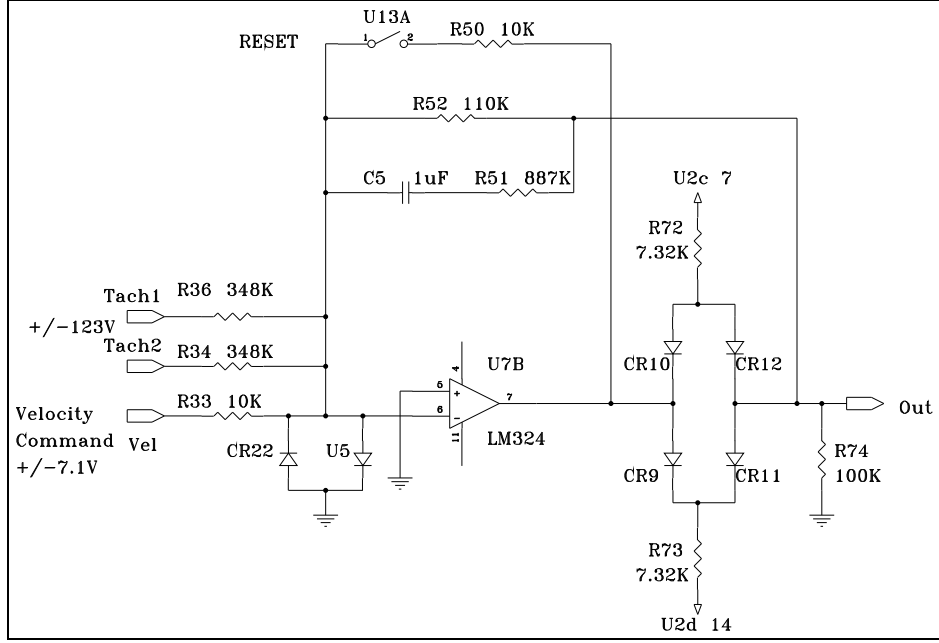 U13A
RESET 1 2 R50 10K
R52 110K
C5 1uF R51 887K
U2c 7
R72
7.32K
Tach1 R36 348K
+/-123V
Tach2 R34 348K
CR10 CR12
4 U7B
5 + 7
6 -
11 LM324
R33 10K
Velocity
Command Vel
+/-7.1V
CR22 U5
Out
CR9 CR11
R74
100K
R73
7.32K
U2d 14